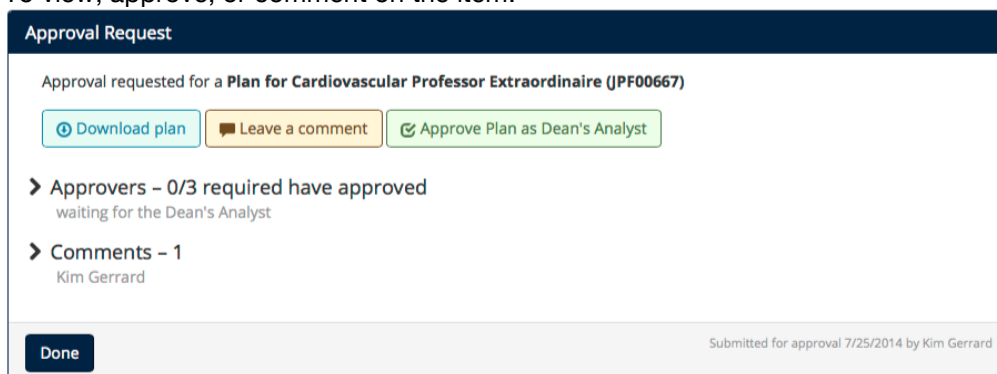 To view, approve, or comment on the item.
Approval Request
Approval requested for a Plan for Cardiovascular Professor Extraordinaire (JPF00667)
Download plan Leave a comment Approve Plan as Dean's Analyst
Approvers – 0/3 required have approved
waiting for the Dean's Analyst
Comments – 1
Kim Gerrard
Done Submitted for approval 7/25/2014 by Kim Gerrard